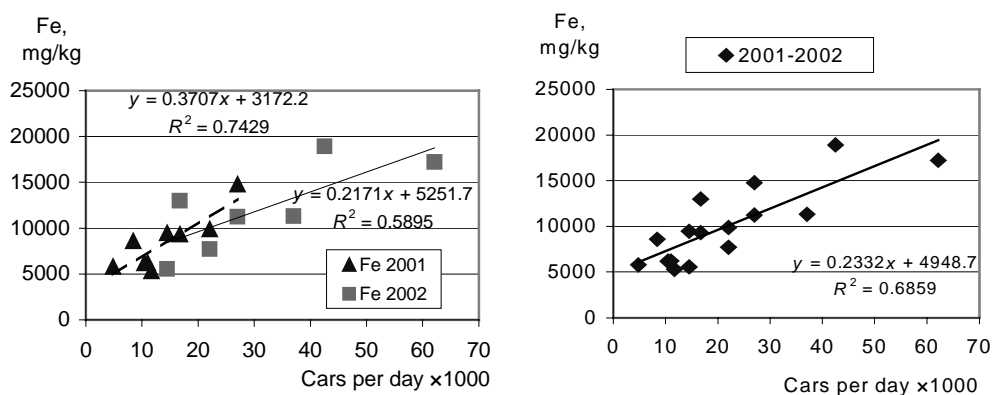 Fe,
mg/kg
25000
20000
15000
10000
5000
0
y = 0.3707x + 3172.2
R² = 0.7429
y = 0.2171x + 5251.7
R² = 0.5895
Fe 2001
Fe 2002
0 10 20 30 40 50 60 70
Cars per day ×1000
Fe,
mg/kg
2001-2002
25000
20000
15000
10000
5000
0
y = 0.2332x + 4948.7
R² = 0.6859
0 10 20 30 40 50 60 70
Cars per day ×1000